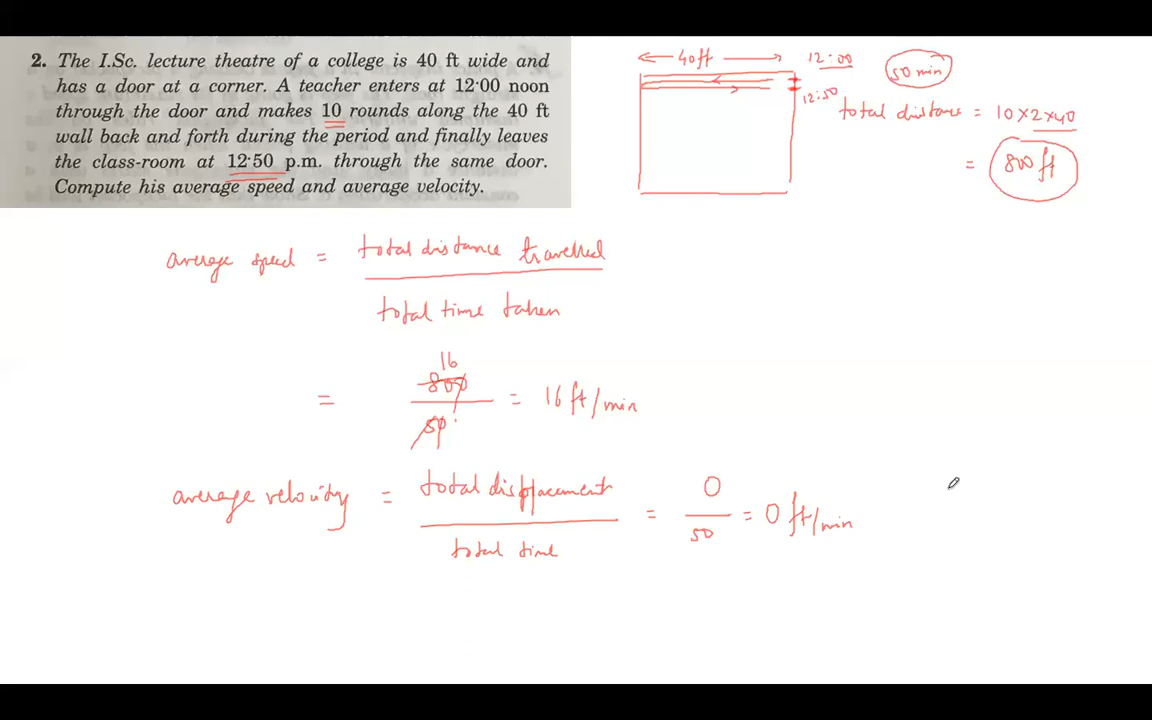 2. The I.Sc. lecture theatre of a college is 40 ft wide and
has a door at a corner. A teacher enters at 12·00 noon
through the door and makes 10 rounds along the 40 ft
wall back and forth during the period and finally leaves
the class-room at 12·50 p.m. through the same door.
Compute his average speed and average velocity.
40ft
12:00
50 min
12:50
total distance = 10×2×40
= 800 ft
average speed = total distance travelled
total time taken
16
= 800 = 16 ft/min
50
average velocity = total displacement = 0 = 0 ft/min
total time 50